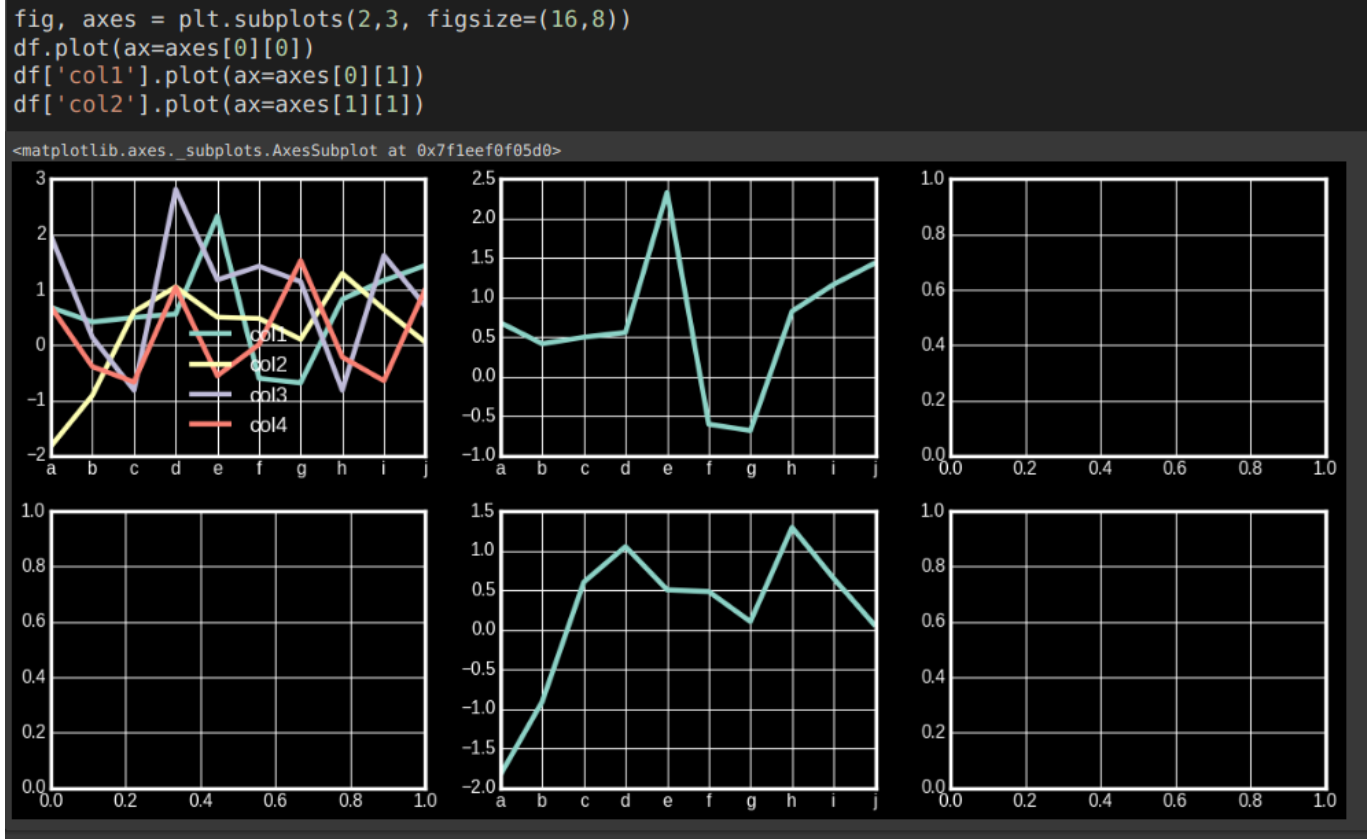 fig, axes = plt.subplots(2,3, figsize=(16,8))
df.plot(ax=axes[0][0])
df['col1'].plot(ax=axes[0][1])
df['col2'].plot(ax=axes[1][1])
<matplotlib.axes._subplots.AxesSubplot at 0x7f1eef0f05d0>
3
2
1
0
−1
−2
a b c d e f g h i j
col1
col2
col3
col4
2.5
2.0
1.5
1.0
0.5
0.0
−0.5
−1.0
a b c d e f g h i j
1.0
0.8
0.6
0.4
0.2
0.0
0.0 0.2 0.4 0.6 0.8 1.0
1.0
0.8
0.6
0.4
0.2
0.0
0.0 0.2 0.4 0.6 0.8 1.0
1.5
1.0
0.5
0.0
−0.5
−1.0
−1.5
−2.0
a b c d e f g h i j
1.0
0.8
0.6
0.4
0.2
0.0
0.0 0.2 0.4 0.6 0.8 1.0